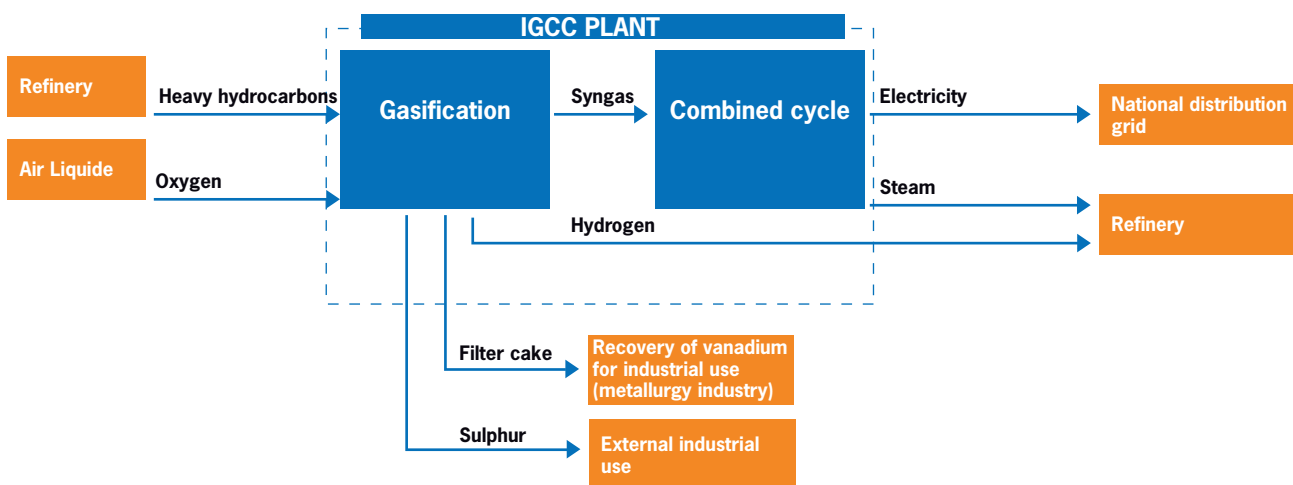 IGCC PLANT
Refinery
Heavy hydrocarbons
Gasification
Syngas
Combined cycle
Electricity
National distribution
grid
Air Liquide
Oxygen
Steam
Hydrogen
Refinery
Filter cake
Recovery of vanadium
for industrial use
(metallurgy industry)
Sulphur
External industrial
use